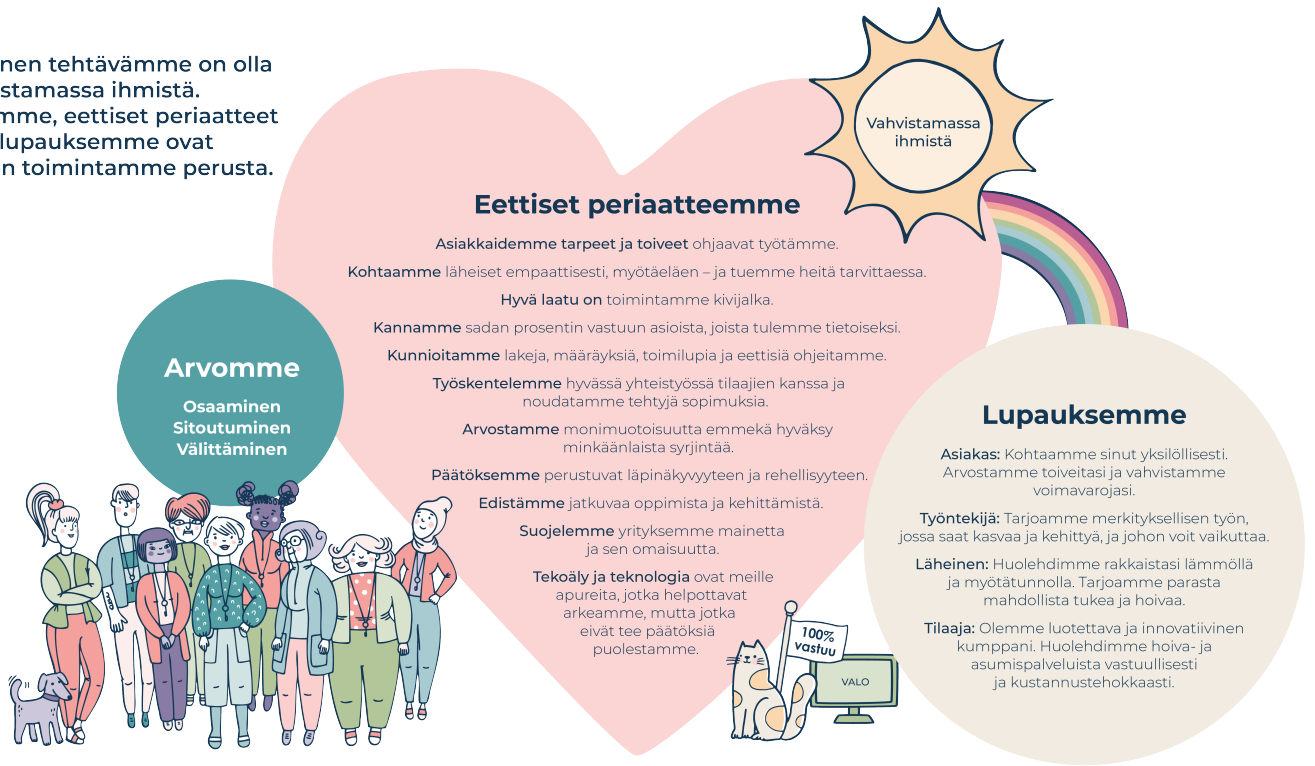 nen tehtävämme on olla
stamassa ihmistä.
mme, eettiset periaatteet
lupauksemme ovat
n toimintamme perusta.
Vahvistamassa
ihmistä
Eettiset periaatteemme
Asiakkaidemme tarpeet ja toiveet ohjaavat työtämme.
Kohtaamme läheiset empaattisesti, myötäeläen – ja tuemme heitä tarvittaessa.
Hyvä laatu on toimintamme kivijalka.
Kannamme sadan prosentin vastuun asioista, joista tulemme tietoiseksi.
Kunnioitamme lakeja, määräyksiä, toimilupia ja eettisiä ohjeitamme.
Työskentelemme hyvässä yhteistyössä tilaajien kanssa ja
noudatamme tehtyjä sopimuksia.
Arvostamme monimuotoisuutta emmekä hyväksy
minkäänlaista syrjintää.
Päätöksemme perustuvat läpinäkyvyyteen ja rehellisyyteen.
Edistämme jatkuvaa oppimista ja kehittämistä.
Suojelemme yrityksemme mainetta
ja sen omaisuutta.
Tekoäly ja teknologia ovat meille
apureita, jotka helpottavat
arkeamme, mutta jotka
eivät tee päätöksiä
puolestamme.
Arvomme
Osaaminen
Sitoutuminen
Välittäminen
100%
vastuu
VALO
Lupauksemme
Asiakas: Kohtaamme sinut yksilöllisesti.
Arvostamme toiveitasi ja vahvistamme
voimavarojasi.
Työntekijä: Tarjoamme merkityksellisen työn,
jossa saat kasvaa ja kehittyä, ja johon voit vaikuttaa.
Läheinen: Huolehdimme rakkaistasi lämmöllä
ja myötätunnolla. Tarjoamme parasta
mahdollista tukea ja hoivaa.
Tilaaja: Olemme luotettava ja innovatiivinen
kumppani. Huolehdimme hoiva- ja
asumispalveluista vastuullisesti
ja kustannustehokkaasti.